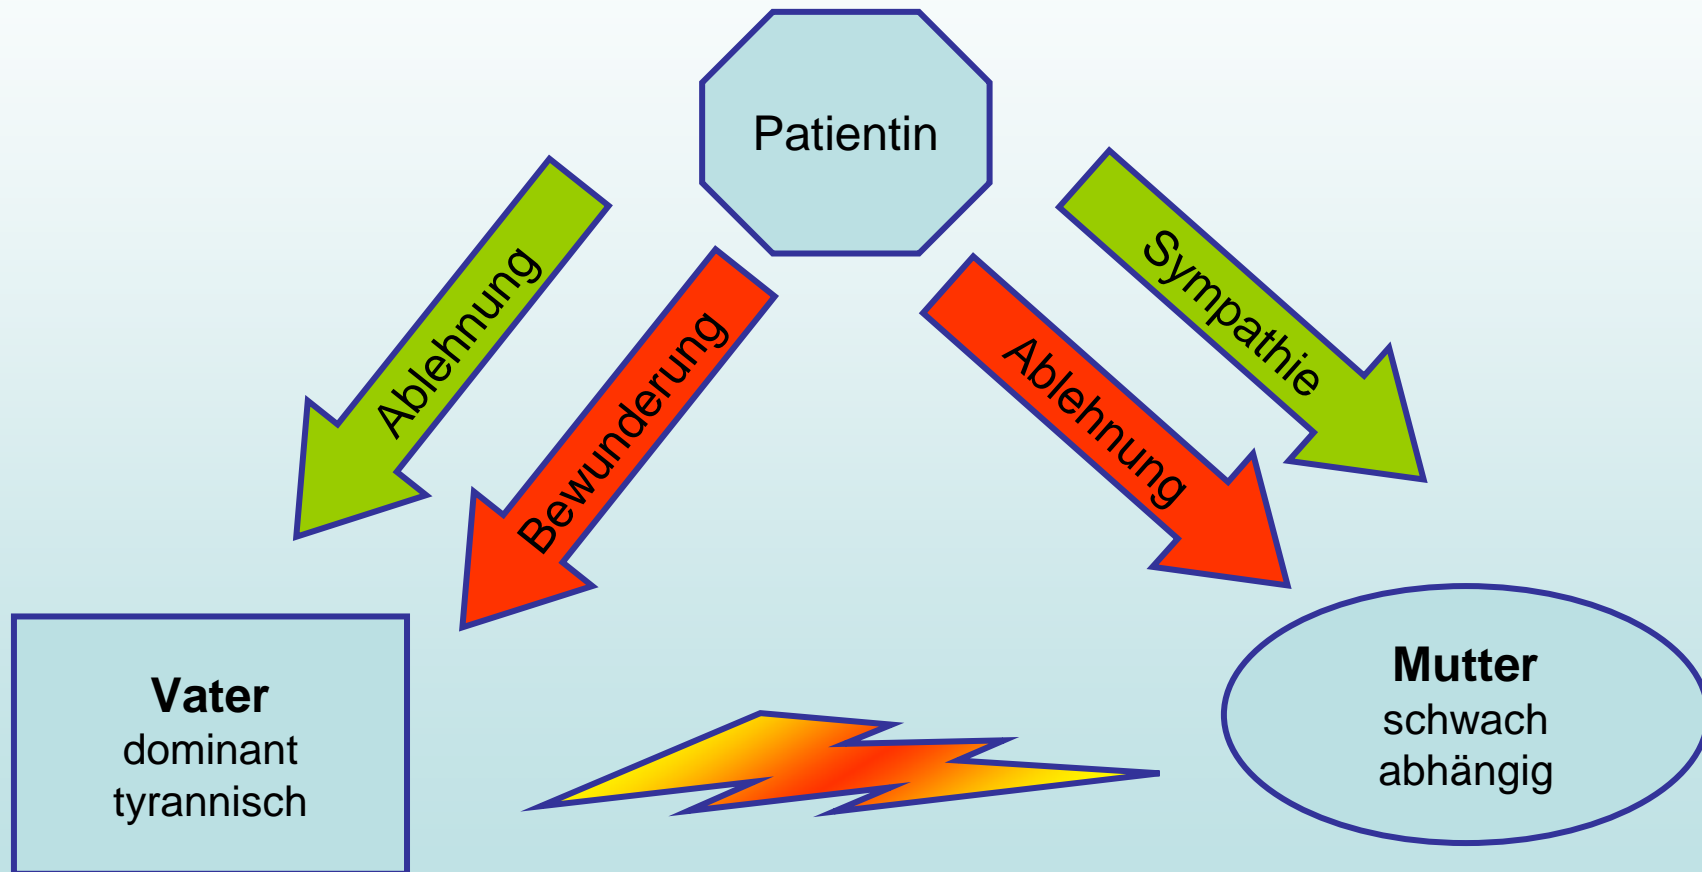 Patientin
Ablehnung
Bewunderung
Ablehnung
Sympathie
Vater
dominant
tyrannisch
Mutter
schwach
abhängig